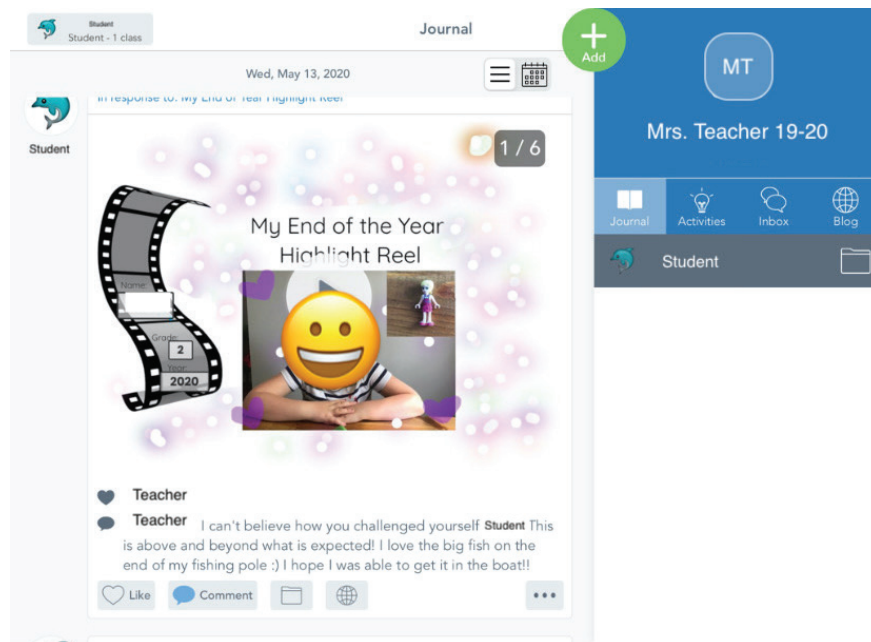 Student
Student - 1 class
Journal
Add
Wed, May 13, 2020
In response to: My End of Year Highlight Reel
Student
1 / 6
My End of the Year
Highlight Reel
Name:
Grade:
2
Year:
2020
Teacher
Teacher I can't believe how you challenged yourself Student This
is above and beyond what is expected! I love the big fish on the
end of my fishing pole :) I hope I was able to get it in the boat!!
Like
Comment
MT
Mrs. Teacher 19-20
Journal
Activities
Inbox
Blog
Student